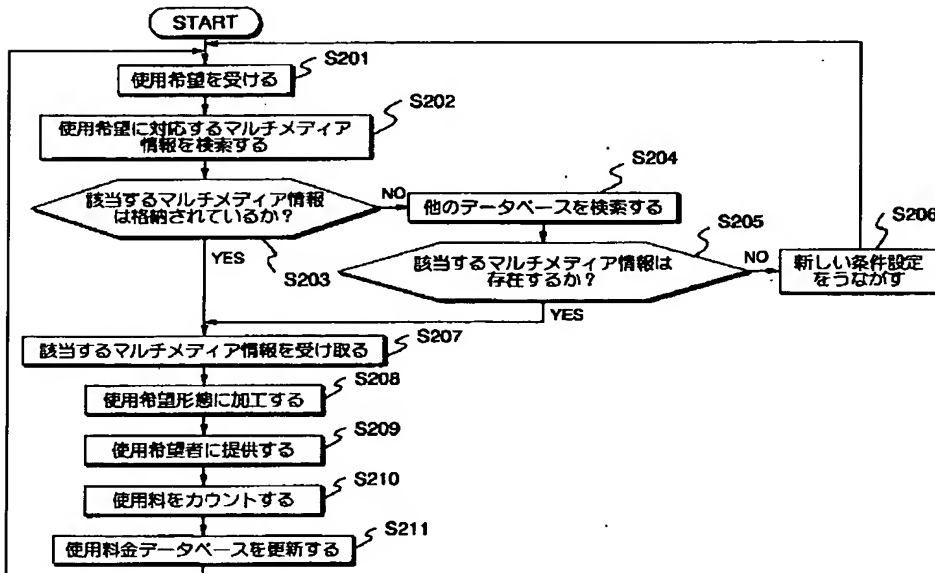 START
S201
使用希望を受ける
S202
使用希望に対応するマルチメディア
情報を検索する
S204
該当するマルチメディア情報
は格納されているか？
NO
他のデータベースを検索する
S205
S206
YES
S203
該当するマルチメディア情報は
存在するか？
NO
新しい条件設定
をうながす
YES
S207
該当するマルチメディア情報を受け取る
S208
使用希望形態に加工する
S209
使用希望者に提供する
S210
使用料をカウントする
S211
使用料金データベースを更新する